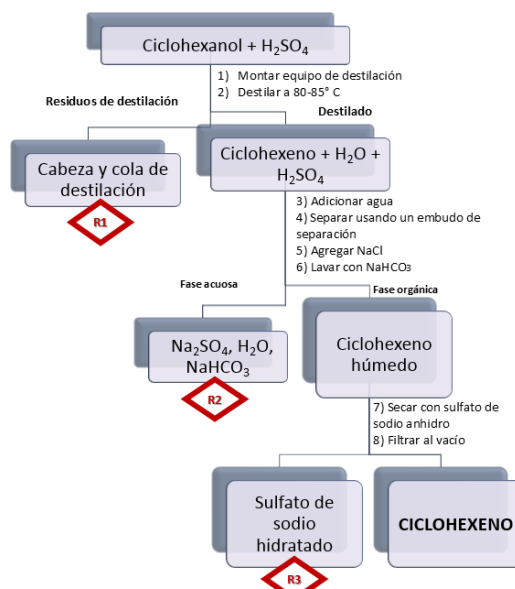 Ciclohexanol + H₂SO₄
1) Montar equipo de destilación
2) Destilar a 80-85° C
Residuos de destilación
Destilado
Cabeza y cola de
destilación
R1
Ciclohexeno + H₂O +
H₂SO₄
3) Adicionar agua
4) Separar usando un embudo de
separación
5) Agregar NaCl
6) Lavar con NaHCO₃
Fase acuosa
Fase orgánica
Na₂SO₄, H₂O,
NaHCO₃
R2
Ciclohexeno
húmedo
7) Secar con sulfato de
sodio anhidro
8) Filtrar al vacío
Sulfato de
sodio
hidratado
R3
CICLOHEXENO